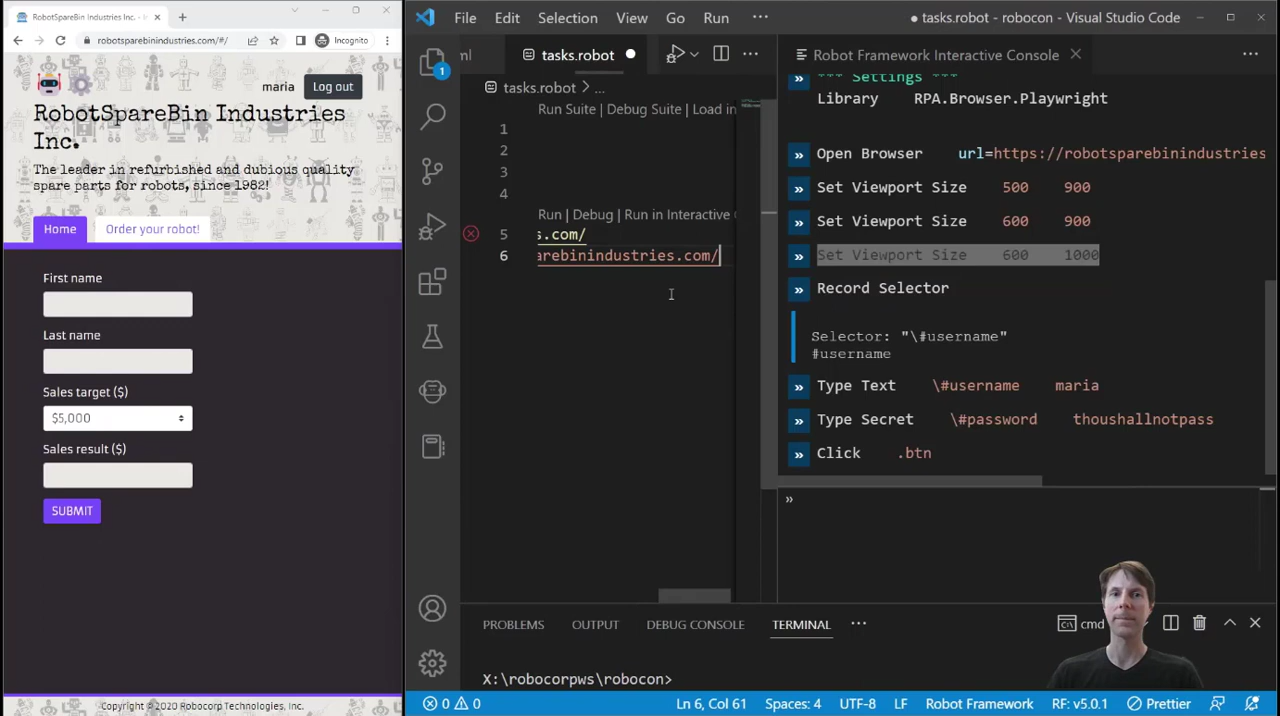 RobotSpareBin Industries Inc. - I
robotsparebinindustries.com/#/
Incognito
maria
Log out
RobotSpareBin Industries
Inc.
The leader in refurbished and dubious quality
spare parts for robots, since 1982!
Home
Order your robot!
First name
Last name
Sales target ($)
$5,000
Sales result ($)
SUBMIT
Copyright © 2020 Robocorp Technologies, Inc.
File Edit Selection View Go Run ···
● tasks.robot - robocon - Visual Studio Code
1
ml
tasks.robot
tasks.robot > ...
Run Suite | Debug Suite | Load in
1
2
3
4
Run | Debug | Run in Interactive
5 s.com/
6 arebinindustries.com/
Robot Framework Interactive Console
*** Settings ***
Library RPA.Browser.Playwright
Open Browser url=https://robotsparebinindustries
Set Viewport Size 500 900
Set Viewport Size 600 900
Set Viewport Size 600 1000
Record Selector
Selector: "\#username"
#username
Type Text \#username maria
Type Secret \#password thoushallnotpass
Click .btn
PROBLEMS OUTPUT DEBUG CONSOLE TERMINAL ···
cmd
X:\robocorpws\robocon>
0 0
Ln 6, Col 61 Spaces: 4 UTF-8 LF Robot Framework RF: v5.0.1 Prettier